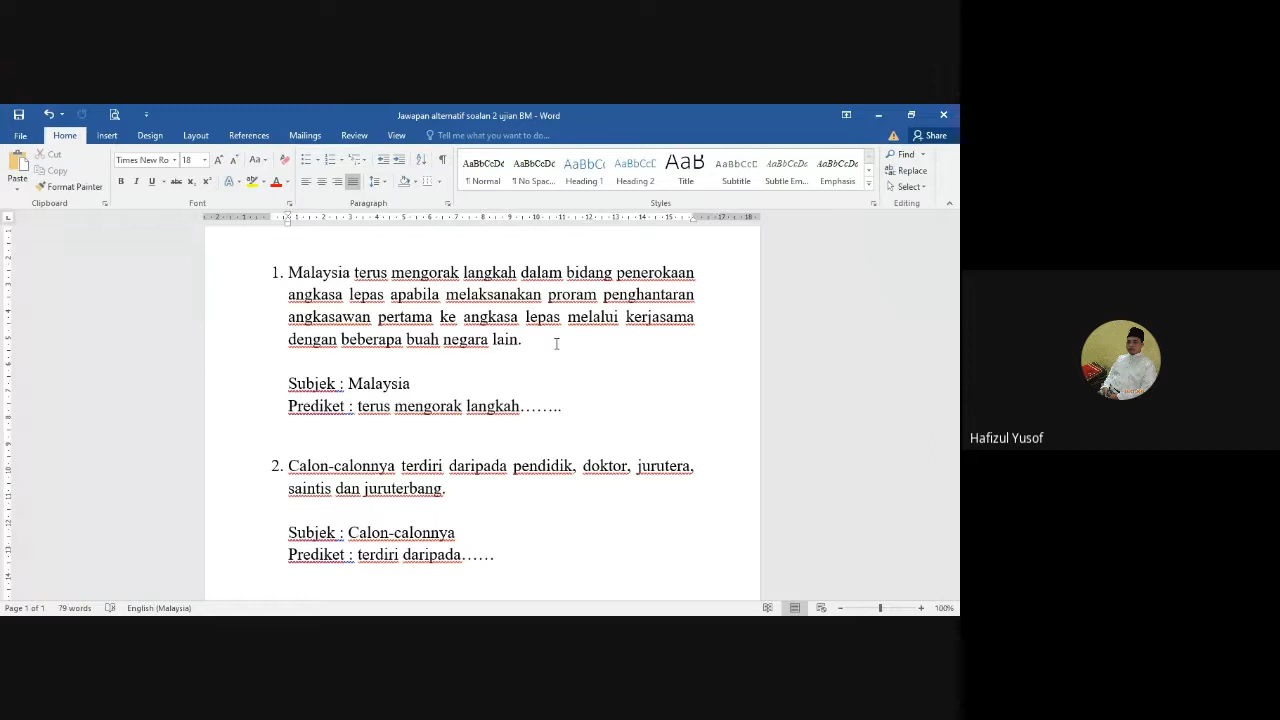 Jawapan alternatif soalan 2 ujian BM - Word
File Home Insert Design Layout References Mailings Review View Tell me what you want to do... Share
Paste Cut Copy Format Painter
Times New Ro 18 Aa
AaBbCcDc AaBbCcDc AaBbCc AaBbCcC AaB AaBbCcD AaBbCcDc AaBbCcDc
¶ Normal ¶ No Spac... Heading 1 Heading 2 Title Subtitle Subtle Em... Emphasis
Find Replace Select
Clipboard Font Paragraph Styles Editing
1. Malaysia terus mengorak langkah dalam bidang penerokaan
angkasa lepas apabila melaksanakan proram penghantaran
angkasawan pertama ke angkasa lepas melalui kerjasama
dengan beberapa buah negara lain.
Subjek : Malaysia
Prediket : terus mengorak langkah……..
2. Calon-calonnya terdiri daripada pendidik, doktor, jurutera,
saintis dan juruterbang.
Subjek : Calon-calonnya
Prediket : terdiri daripada……
Page 1 of 1 79 words English (Malaysia) 100%
Hafizul Yusof